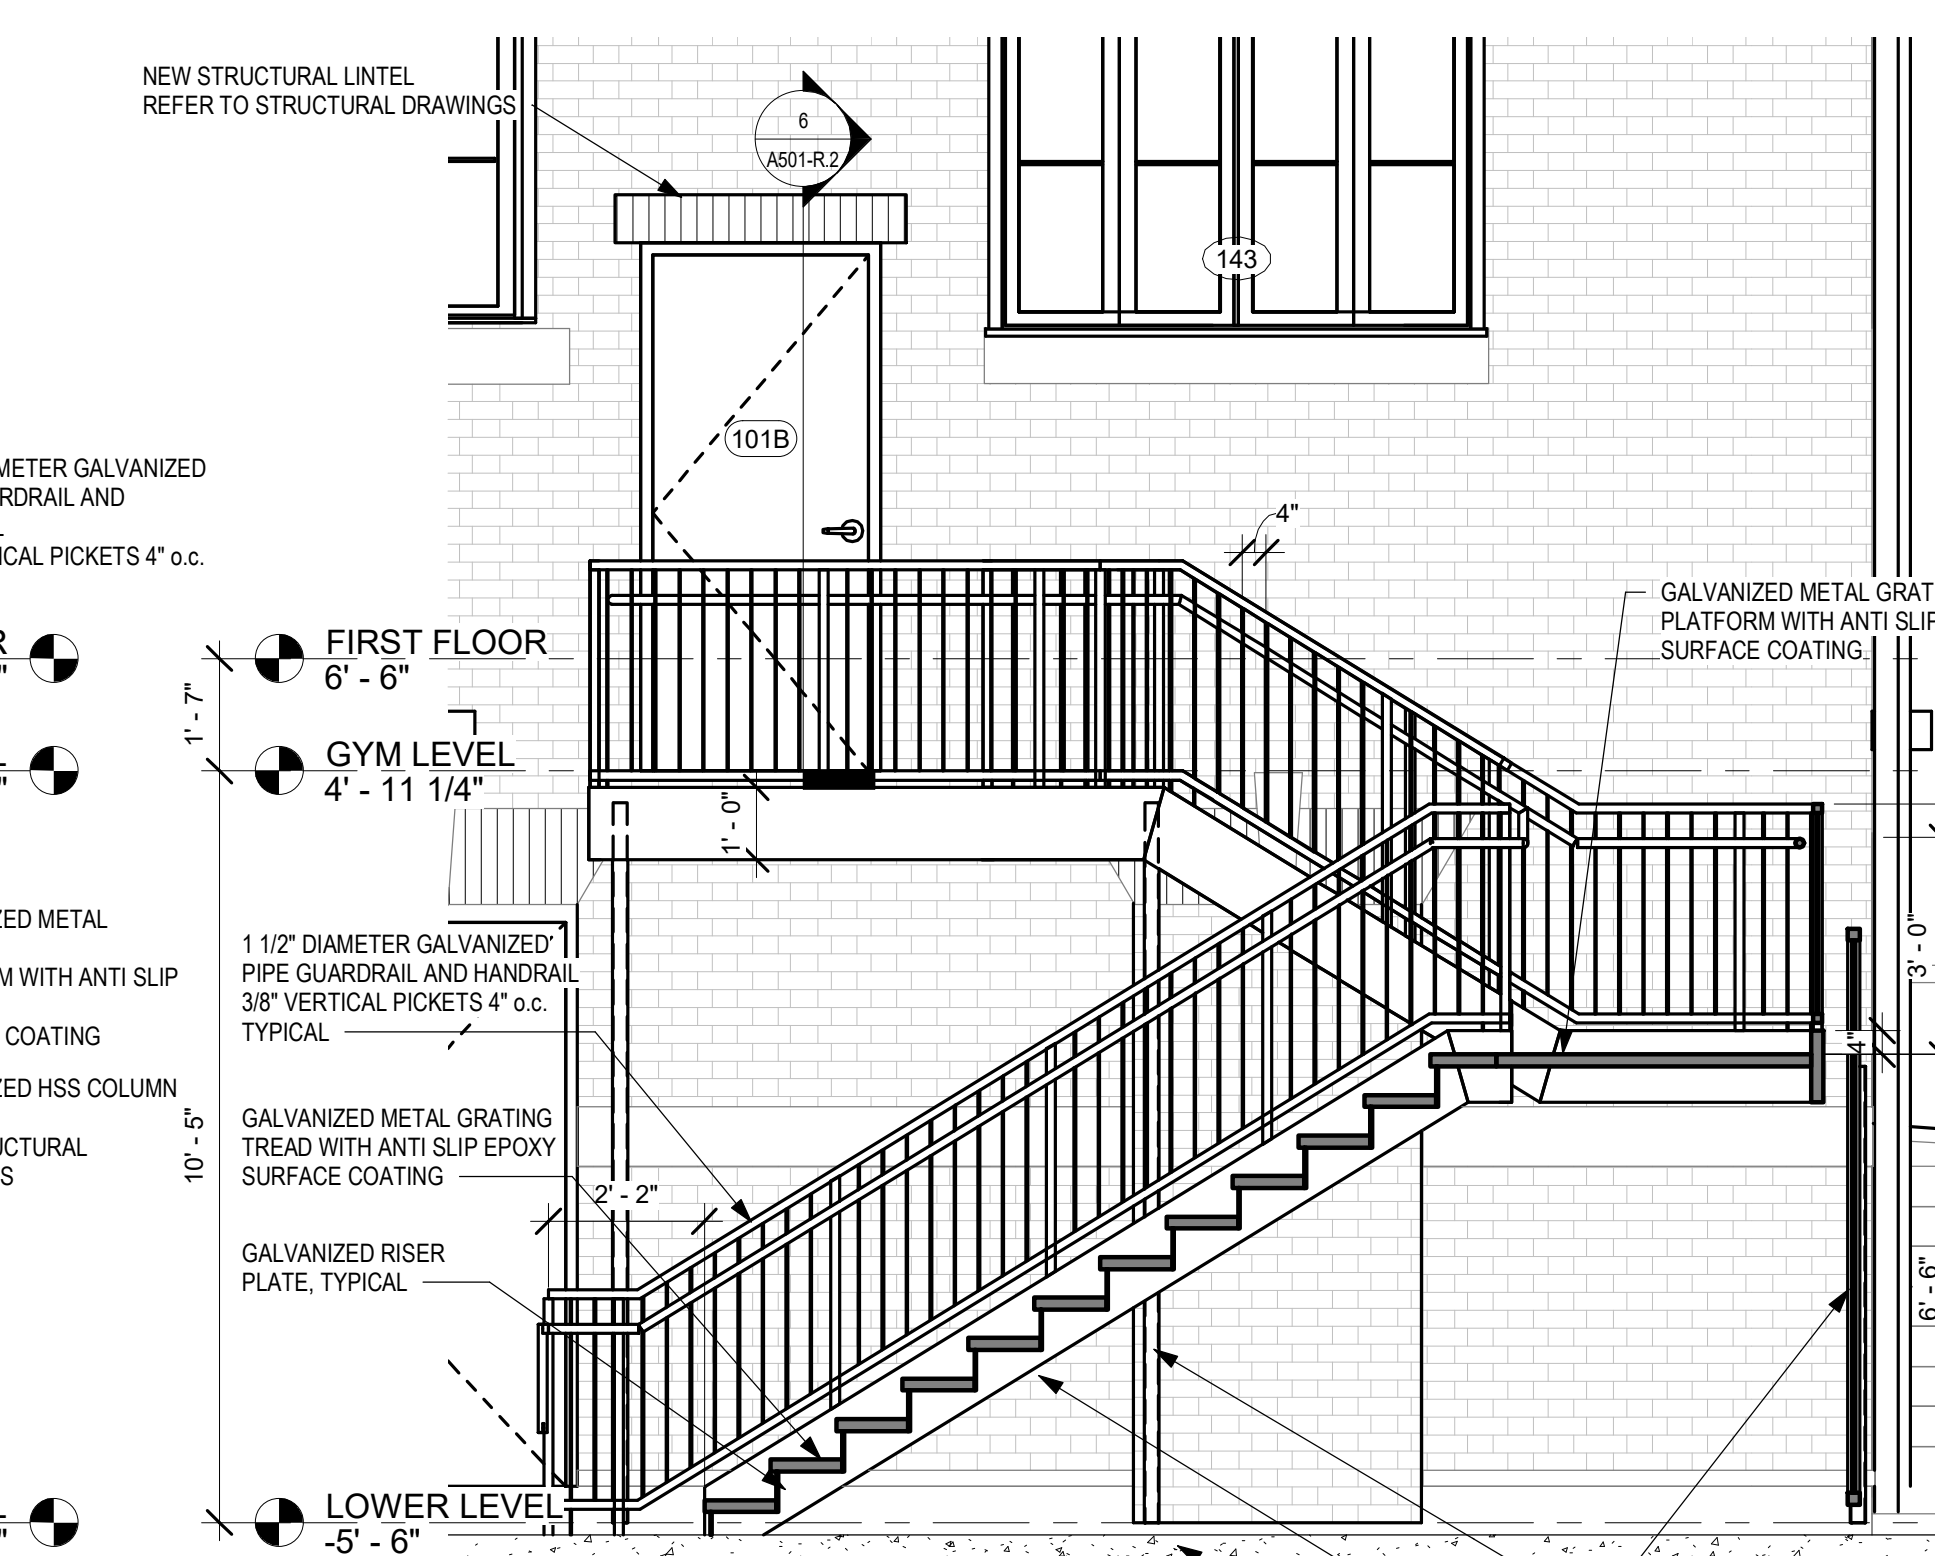 NEW STRUCTURAL LINTEL
REFER TO STRUCTURAL DRAWINGS
6
A501-R.2
143
101B
4"
METER GALVANIZED
RDRAIL AND
ICAL PICKETS 4" o.c.
GALVANIZED METAL GRAT
PLATFORM WITH ANTI SLIP
SURFACE COATING
FIRST FLOOR
6' - 6"
1' - 7"
GYM LEVEL
4' - 11 1/4"
1' - 0"
ZED METAL
M WITH ANTI SLIP
COATING
ZED HSS COLUMN
UCTURAL
S
1 1/2" DIAMETER GALVANIZED
PIPE GUARDRAIL AND HANDRAIL
3/8" VERTICAL PICKETS 4" o.c.
TYPICAL
3' - 0"
4"
10' - 5"
GALVANIZED METAL GRATING
TREAD WITH ANTI SLIP EPOXY
SURFACE COATING
2' - 2"
GALVANIZED RISER
PLATE, TYPICAL
6' - 6"
LOWER LEVEL
-5' - 6"